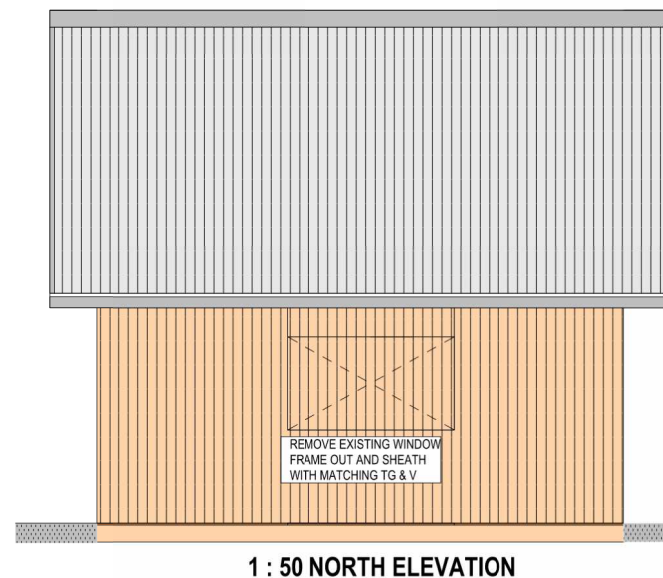 REMOVE EXISTING WINDOW
FRAME OUT AND SHEATH
WITH MATCHING TG & V
1 : 50 NORTH ELEVATION